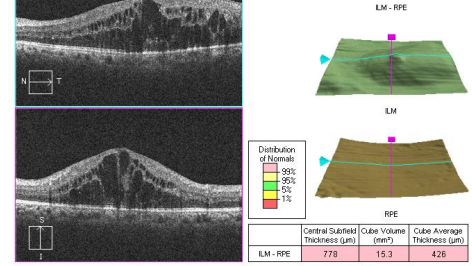 ILM - RPE
N
T
ILM
Distribution
of Normals
99%
95%
5%
1%
S
I
RPE
Central Subfield Thickness (µm) Cube Volume (mm³) Cube Average Thickness (µm)
ILM - RPE 778 15.3 426